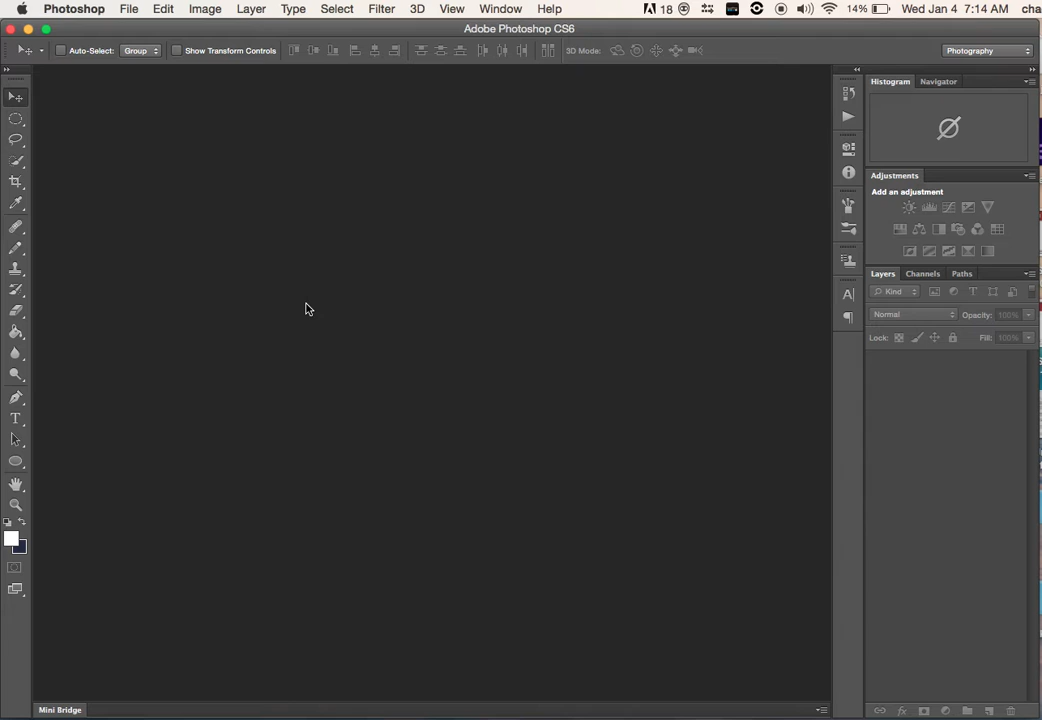 Photoshop File Edit Image Layer Type Select Filter 3D View Window Help 18 14% Wed Jan 4 7:14 AM cha
Adobe Photoshop CS6
Auto-Select: Group Show Transform Controls 3D Mode: Photography
Histogram Navigator
Adjustments
Add an adjustment
Layers Channels Paths
Kind T
Normal Opacity: 100%
Lock: Fill: 100%
Mini Bridge